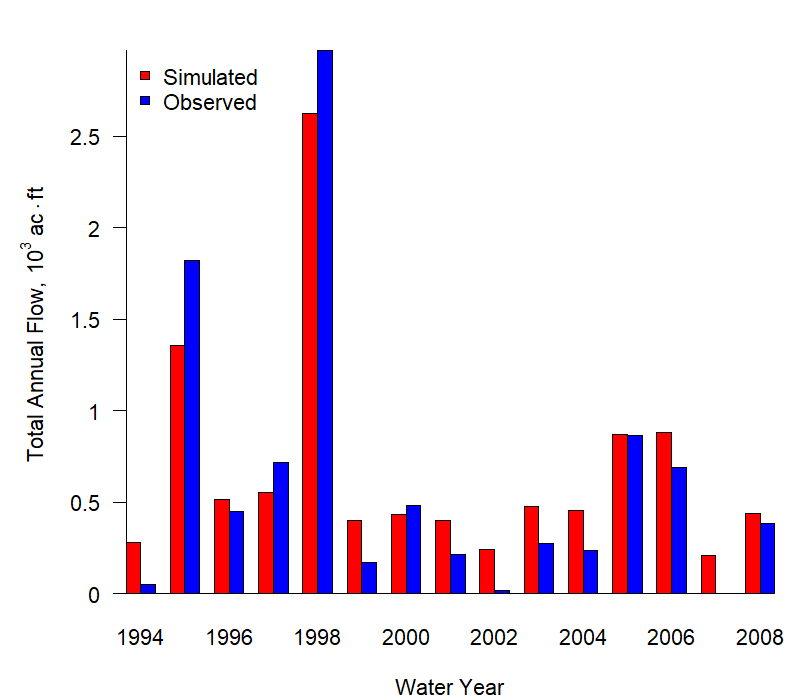 Simulated
Observed
2.5
2
1.5
1
0.5
0
Total Annual Flow, 10³ ac · ft
1994 1996 1998 2000 2002 2004 2006 2008
Water Year